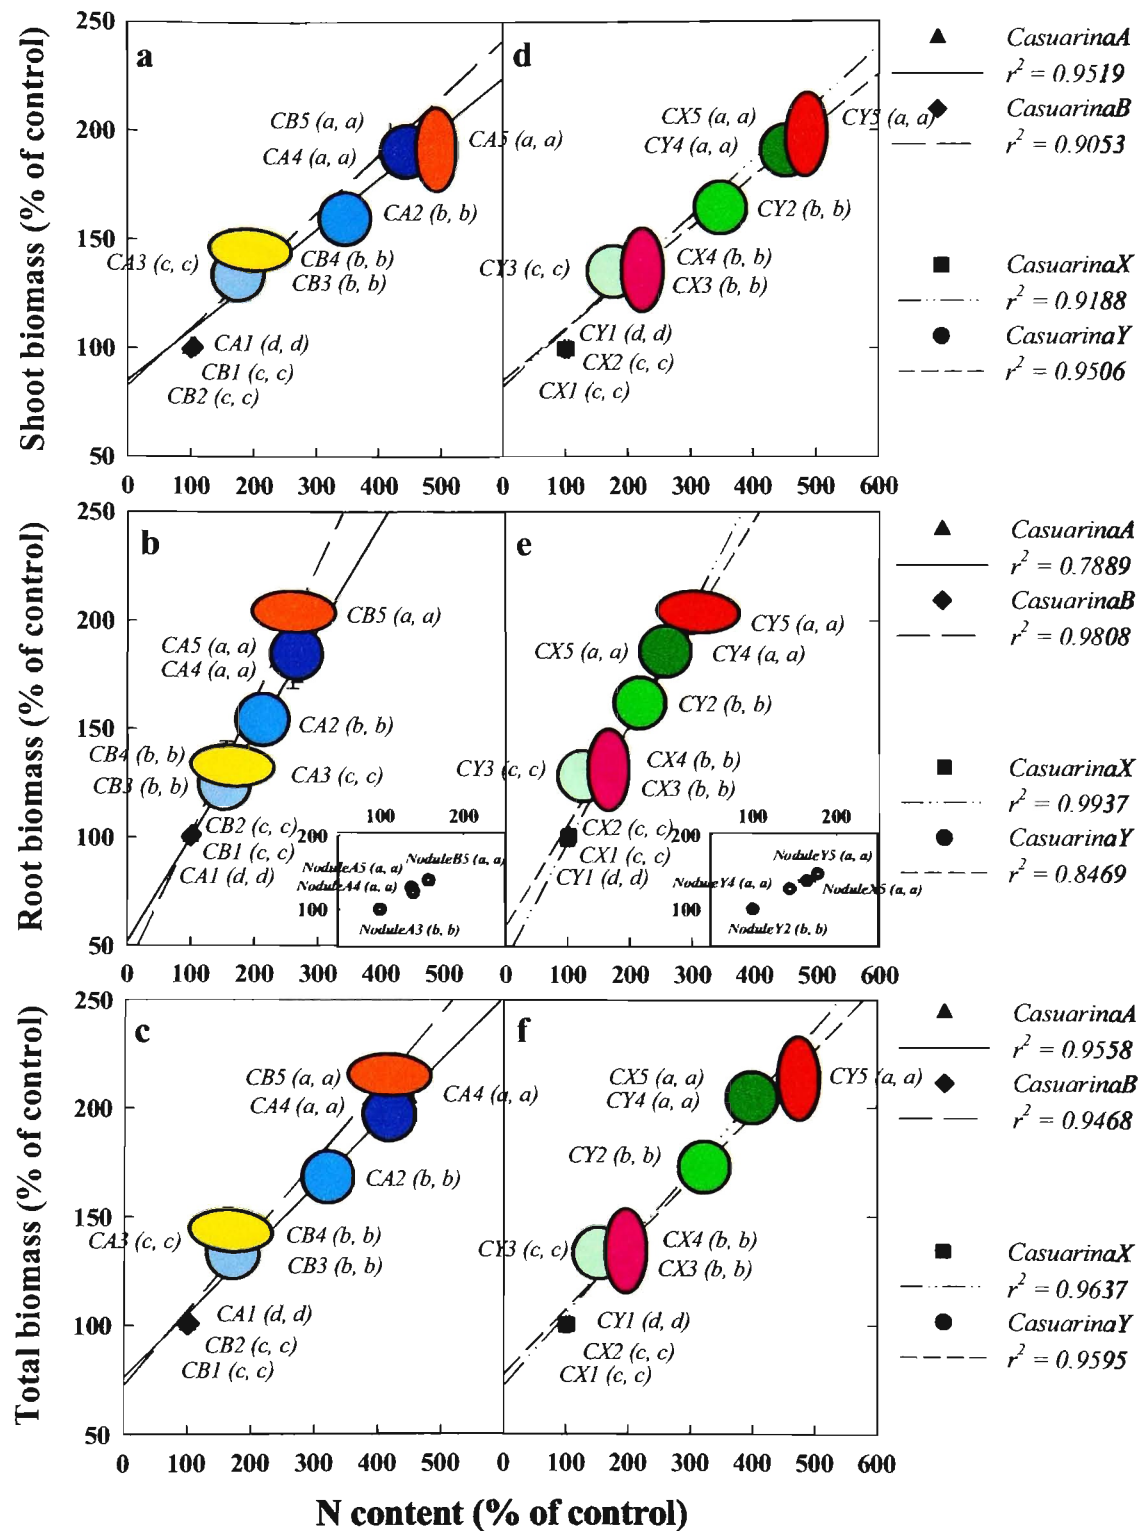 Shoot biomass (% of control)
250
200
150
100
50
a
CB5 (a, a)
CA4 (a, a)
CA5 (a, a)
CA2 (b, b)
CA3 (c, c)
CB4 (b, b)
CB3 (b, b)
CA1 (d, d)
CB1 (c, c)
CB2 (c, c)
0 100 200 300 400 500
d
CX5 (a, a)
CY4 (a, a)
CY5 (a, a)
CY2 (b, b)
CY3 (c, c)
CX4 (b, b)
CX3 (b, b)
CY1 (d, d)
CX2 (c, c)
CX1 (c, c)
0 100 200 300 400 500 600
CasuarinaA
r² = 0.9519
CasuarinaB
r² = 0.9053
CasuarinaX
r² = 0.9188
CasuarinaY
r² = 0.9506
Root biomass (% of control)
250
200
150
100
50
b
CB5 (a, a)
CA5 (a, a)
CA4 (a, a)
CA2 (b, b)
CB4 (b, b)
CB3 (b, b)
CA3 (c, c)
CB2 (c, c)
CB1 (c, c)
CA1 (d, d)
100 200
200
100
NoduleB5 (a, a)
NoduleA5 (a, a)
NoduleA4 (a, a)
NoduleA3 (b, b)
0 100 200 300 400 500
e
CY5 (a, a)
CX5 (a, a)
CY4 (a, a)
CY2 (b, b)
CY3 (c, c)
CX4 (b, b)
CX3 (b, b)
CX2 (c, c)
CX1 (c, c)
CY1 (d, d)
100 200
200
100
NoduleY5 (a, a)
NoduleY4 (a, a)
NoduleX5 (a, a)
NoduleY2 (b, b)
0 100 200 300 400 500 600
CasuarinaA
r² = 0.7889
CasuarinaB
r² = 0.9808
CasuarinaX
r² = 0.9937
CasuarinaY
r² = 0.8469
Total biomass (% of control)
250
200
150
100
50
c
CB5 (a, a)
CA4 (a, a)
CA4 (a, a)
CA2 (b, b)
CA3 (c, c)
CB4 (b, b)
CB3 (b, b)
CA1 (d, d)
CB2 (c, c)
CB1 (c, c)
0 100 200 300 400 500
f
CX5 (a, a)
CY4 (a, a)
CY5 (a, a)
CY2 (b, b)
CY3 (c, c)
CX4 (b, b)
CX3 (b, b)
CY1 (d, d)
CX2 (c, c)
CX1 (c, c)
0 100 200 300 400 500 600
CasuarinaA
r² = 0.9558
CasuarinaB
r² = 0.9468
CasuarinaX
r² = 0.9637
CasuarinaY
r² = 0.9595
N content (% of control)